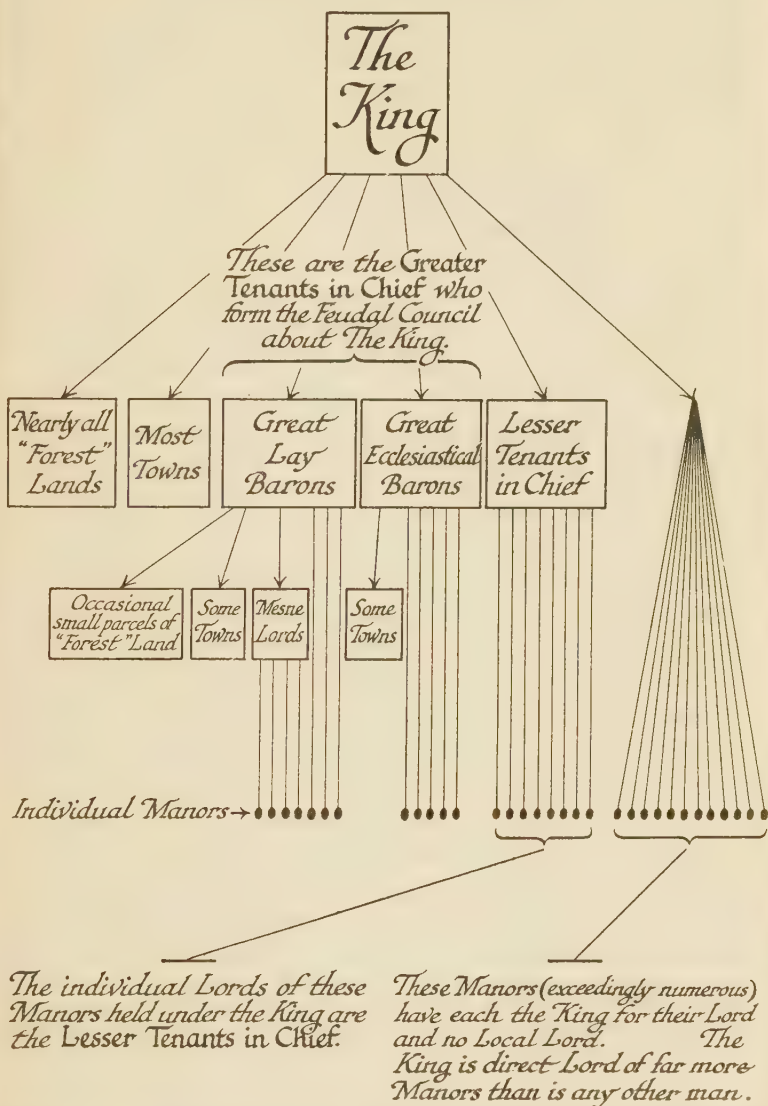 The
King
These are the Greater
Tenants in Chief who
form the Feudal Council
about The King.
Nearly all
"Forest"
Lands
Most
Towns
Great
Lay
Barons
Great
Ecclesiastical
Barons
Lesser
Tenants
in Chief
Occasional
small parcels of
"Forest" Land
Some
Towns
Mesne
Lords
Some
Towns
Individual Manors→
The individual Lords of these
Manors held under the King are
the Lesser Tenants in Chief.
These Manors (exceedingly numerous)
have each the King for their Lord
and no Local Lord. The
King is direct Lord of far more
Manors than is any other man.